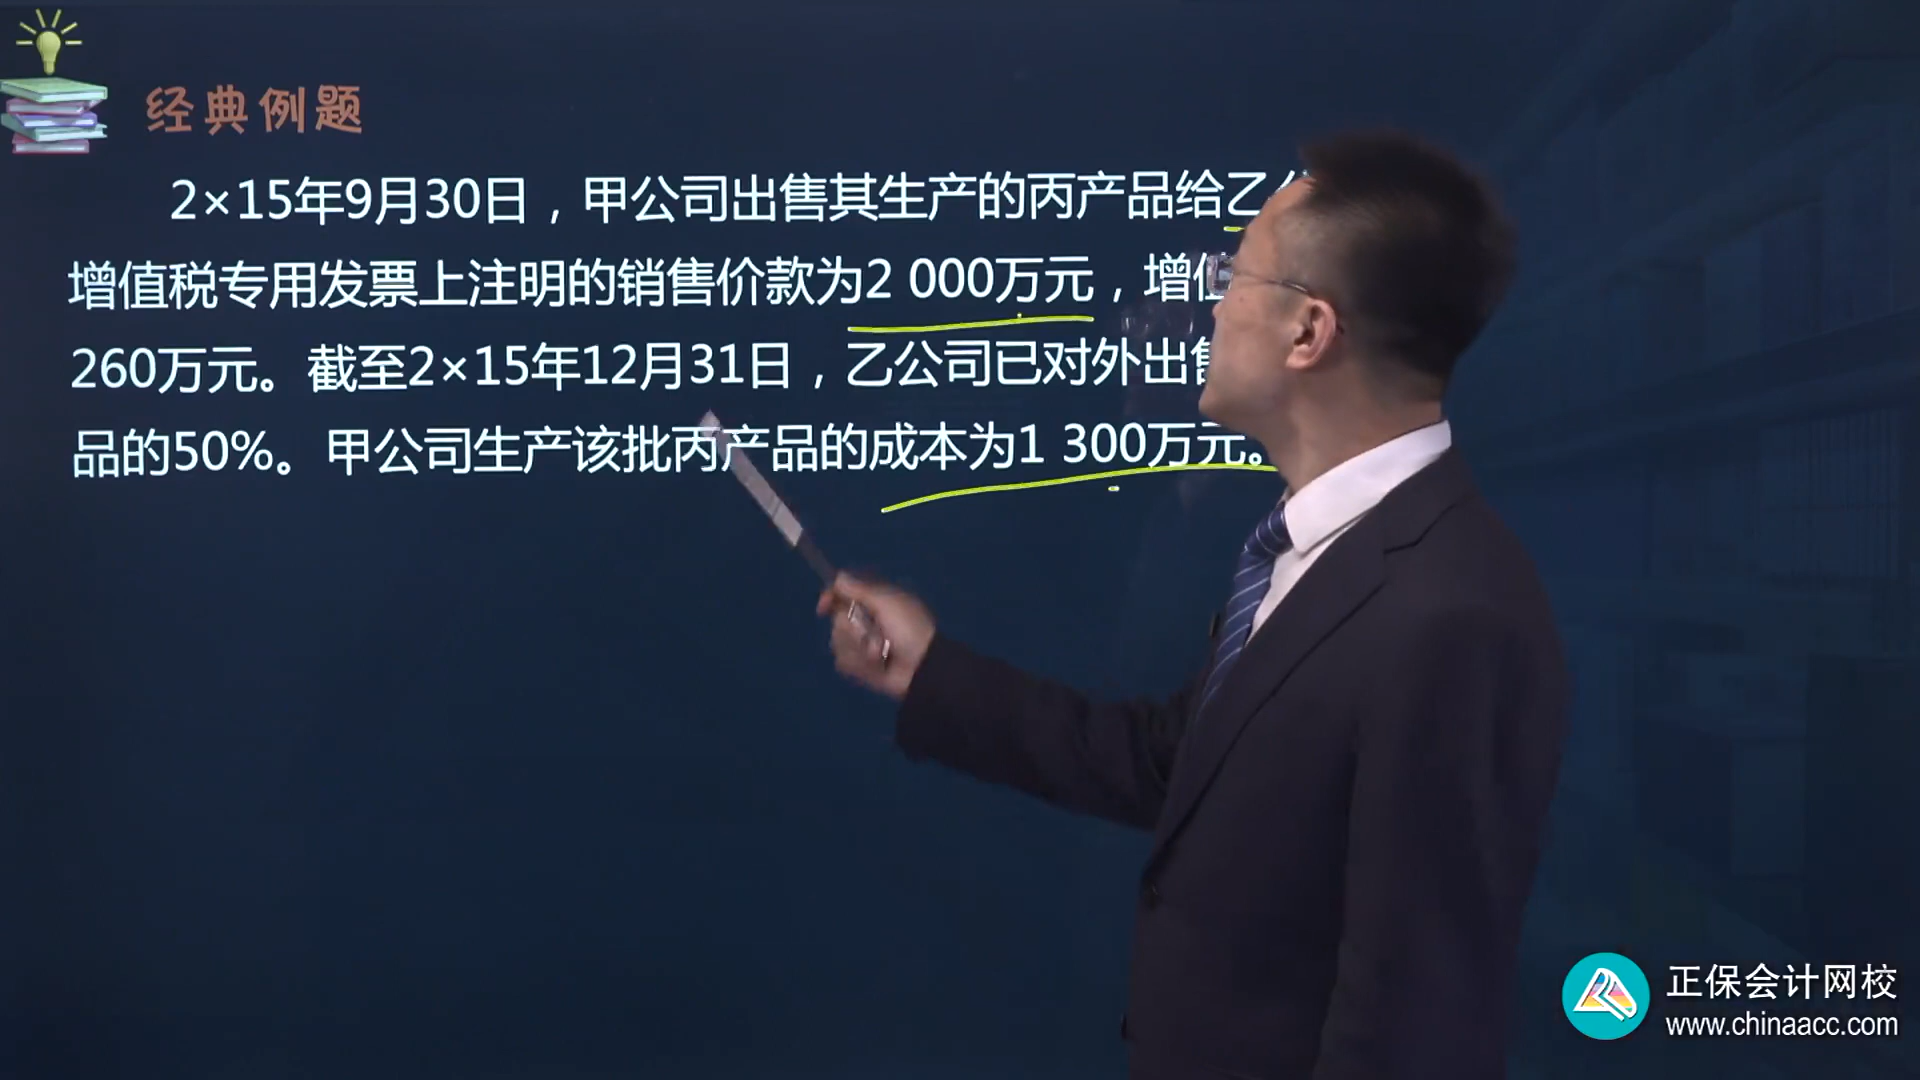 经典例题
2×15年9月30日，甲公司出售其生产的丙产品给乙
增值税专用发票上注明的销售价款为2 000万元，增值
260万元。截至2×15年12月31日，乙公司已对外出售
品的50%。甲公司生产该批丙产品的成本为1 300万元。
正保会计网校
www.chinaacc.com